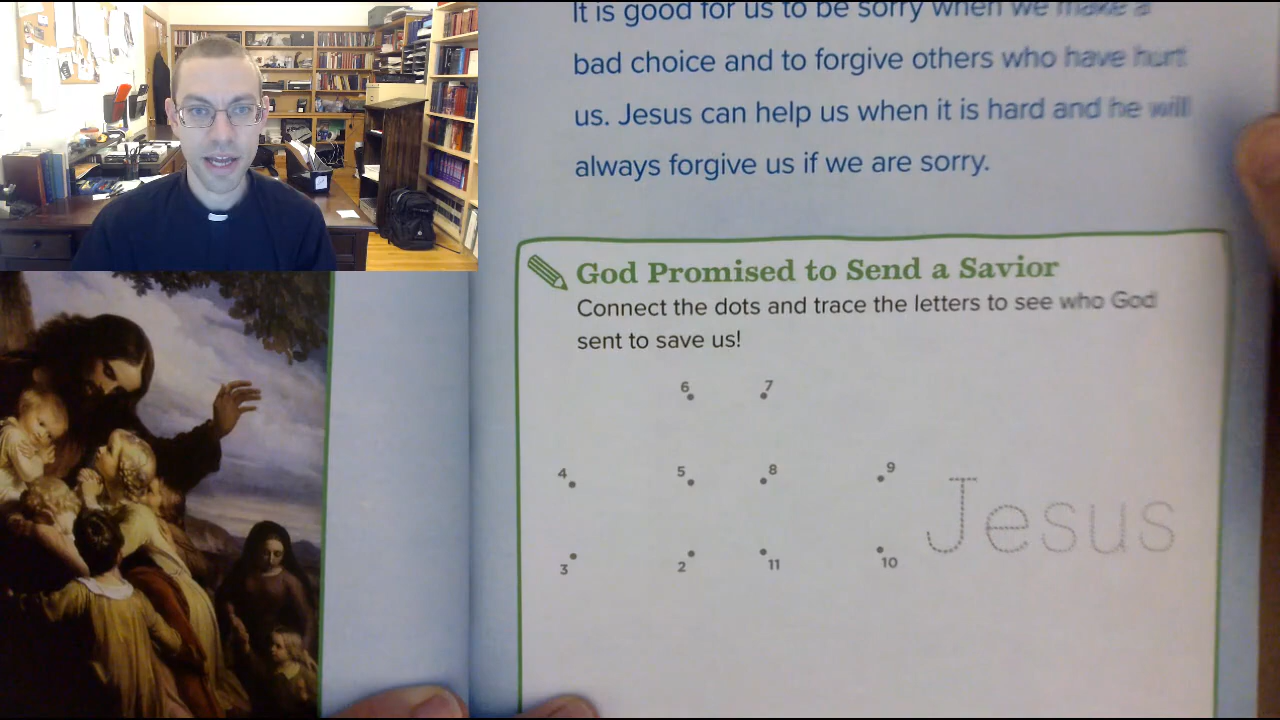 It is good for us to be sorry when we make a
bad choice and to forgive others who have hurt
us. Jesus can help us when it is hard and he will
always forgive us if we are sorry.
God Promised to Send a Savior
Connect the dots and trace the letters to see who God
sent to save us!
6 7
4 5 8 9
Jesus
3 2 11 10